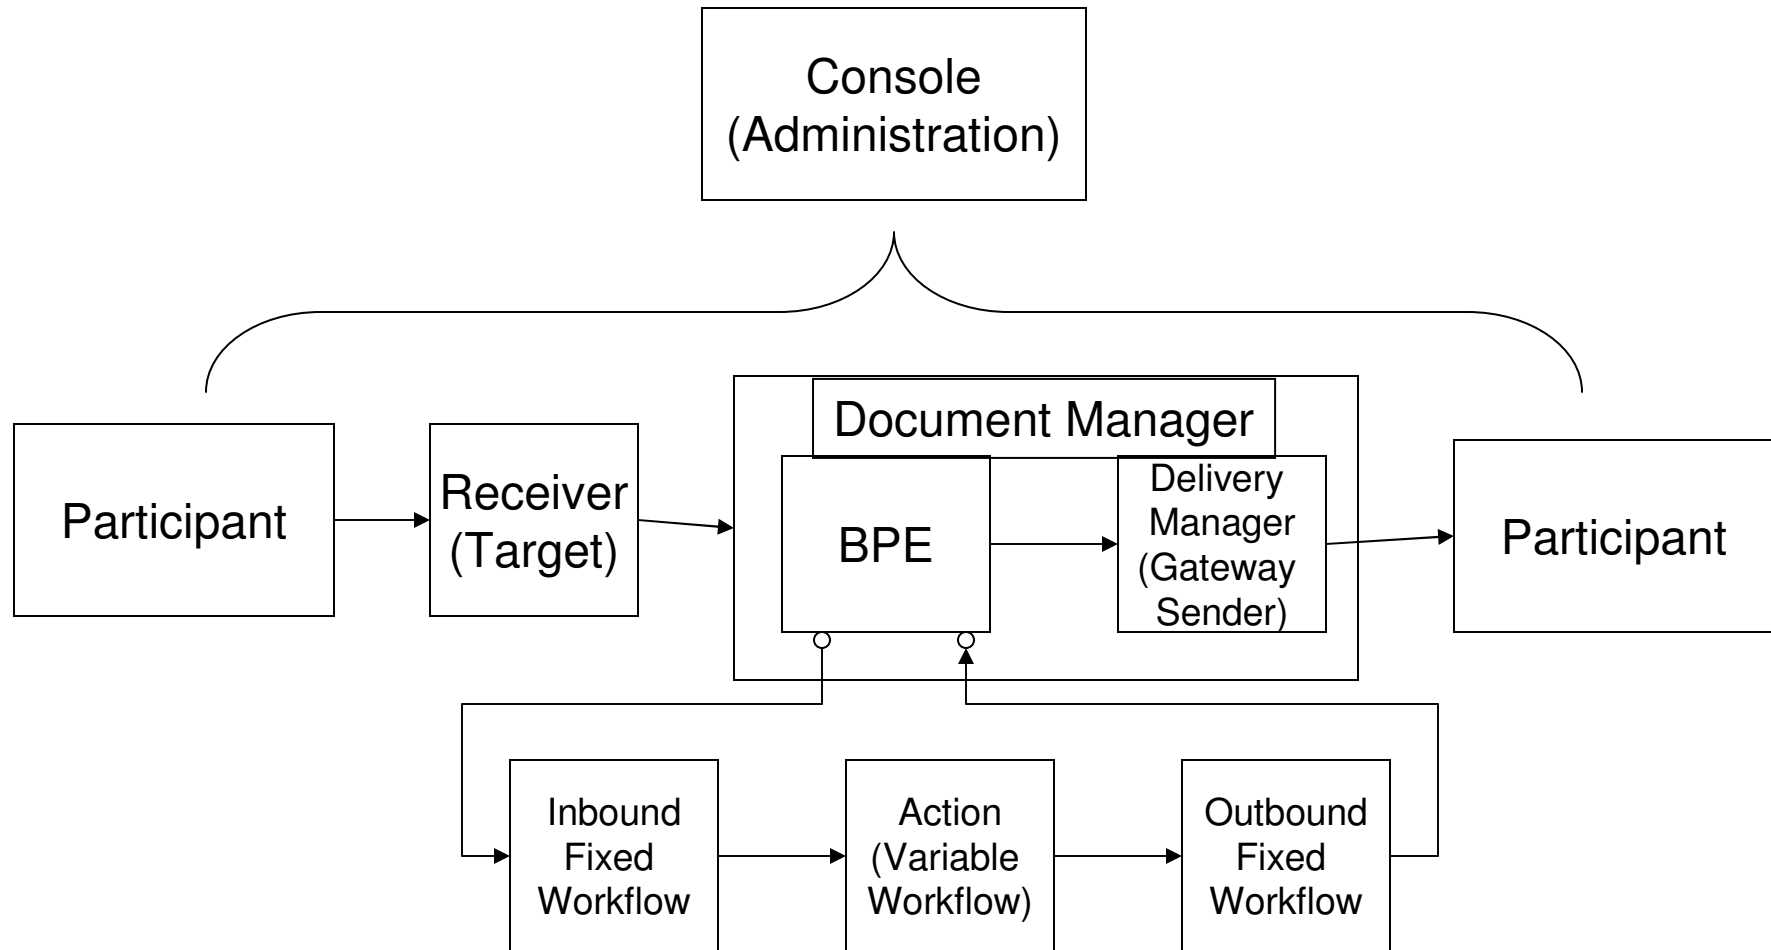 Console
(Administration)
Document Manager
Participant
Receiver
(Target)
BPE
Delivery
Manager
(Gateway
Sender)
Participant
Inbound
Fixed
Workflow
Action
(Variable
Workflow)
Outbound
Fixed
Workflow